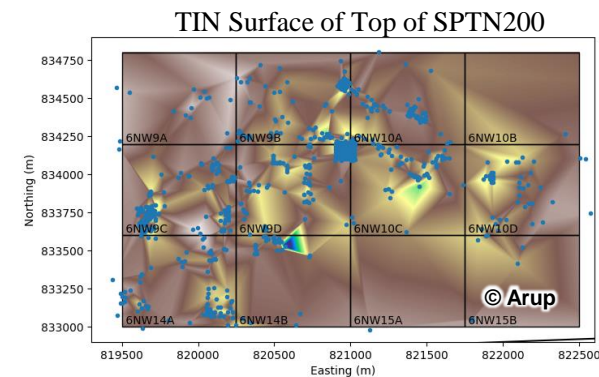 TIN Surface of Top of SPTN200
834750
834500
834250
834000
833750
833500
833250
833000
Northing (m)
6NW9A 6NW9B 6NW10A 6NW10B
6NW9C 6NW9D 6NW10C 6NW10D
6NW14A 6NW14B 6NW15A 6NW15B
© Arup
819500 820000 820500 821000 821500 822000 822500
Easting (m)